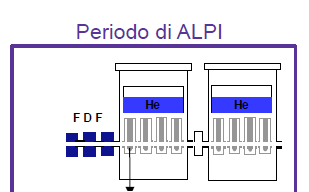 Periodo di ALPI
He He
F D F